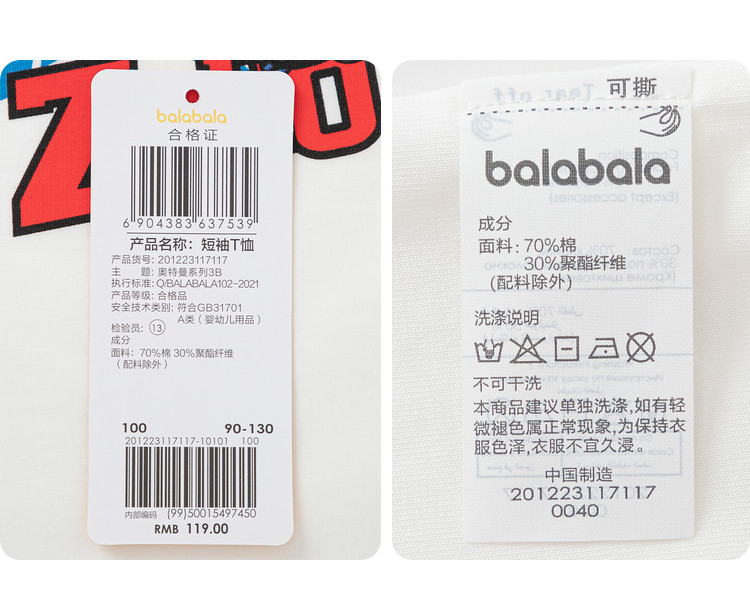 balabala
合格证
6 904383 637539
产品名称: 短袖T恤
产品货号: 201223117117
主 题: 奥特曼系列3B
执行标准: Q/BALABALA102-2021
产品等级: 合格品
安全技术类别: 符合GB31701
A类（婴幼儿用品）
检验员: 13
成分
面料: 70%棉 30%聚酯纤维
（配料除外）
100 90-130
201223117117-10101 100
内部编码 (99)50015497450
RMB 119.00
可撕
Tear off
balabala
成分
面料: 70%棉
30%聚酯纤维
(配料除外)
洗涤说明
不可干洗
本商品建议单独洗涤,如有轻
微褪色属正常现象,为保持衣
服色泽,衣服不宜久浸。
中国制造
201223117117
0040